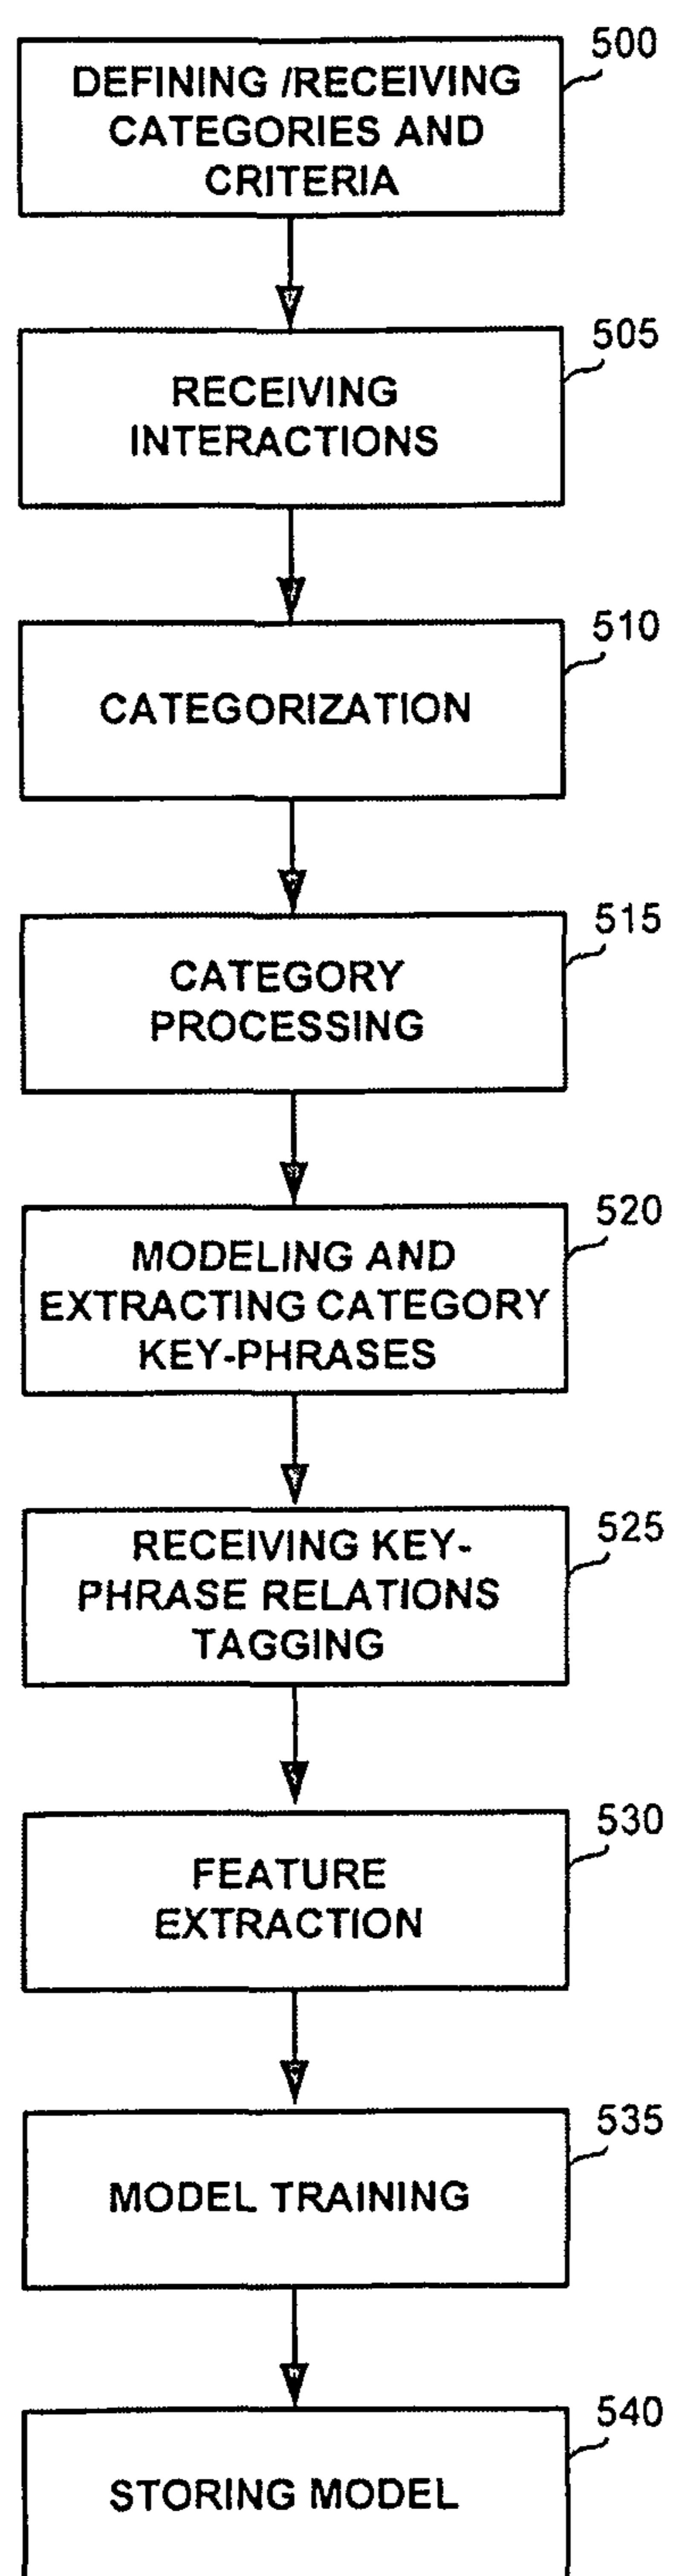 500
DEFINING /RECEIVING
CATEGORIES AND
CRITERIA
505
RECEIVING
INTERACTIONS
510
CATEGORIZATION
515
CATEGORY
PROCESSING
520
MODELING AND
EXTRACTING CATEGORY
KEY-PHRASES
525
RECEIVING KEY-
PHRASE RELATIONS
TAGGING
530
FEATURE
EXTRACTION
535
MODEL TRAINING
540
STORING MODEL